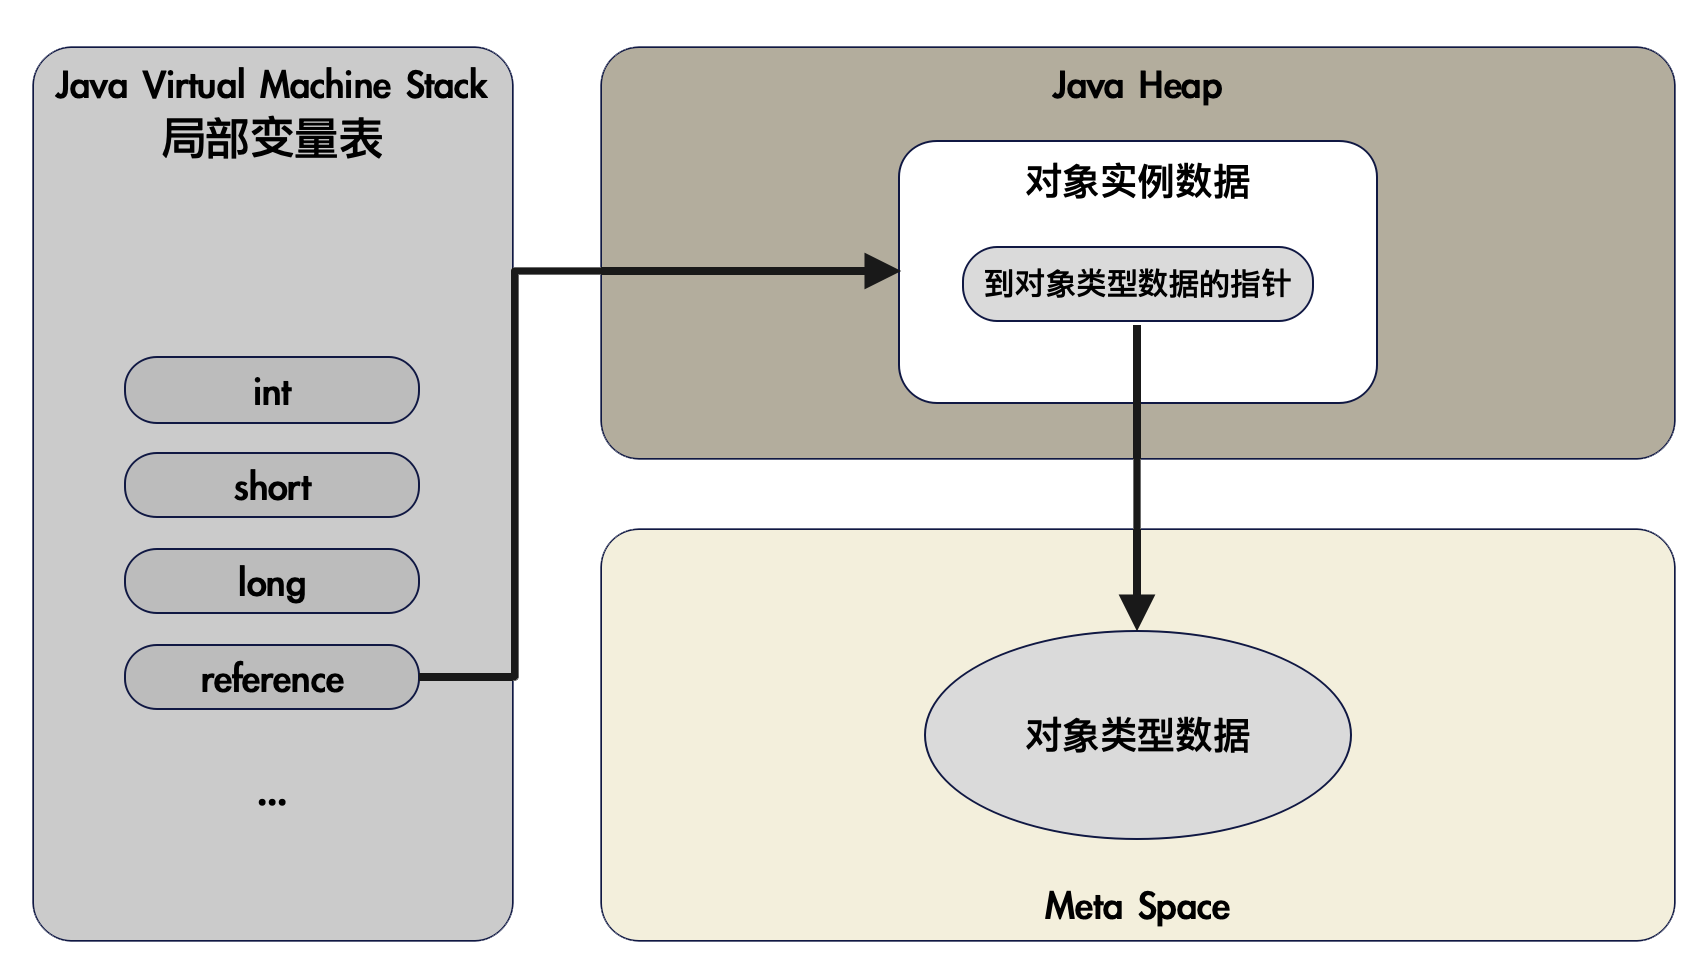 Java Virtual Machine Stack
局部变量表
int
short
long
reference
...
Java Heap
对象实例数据
到对象类型数据的指针
对象类型数据
Meta Space